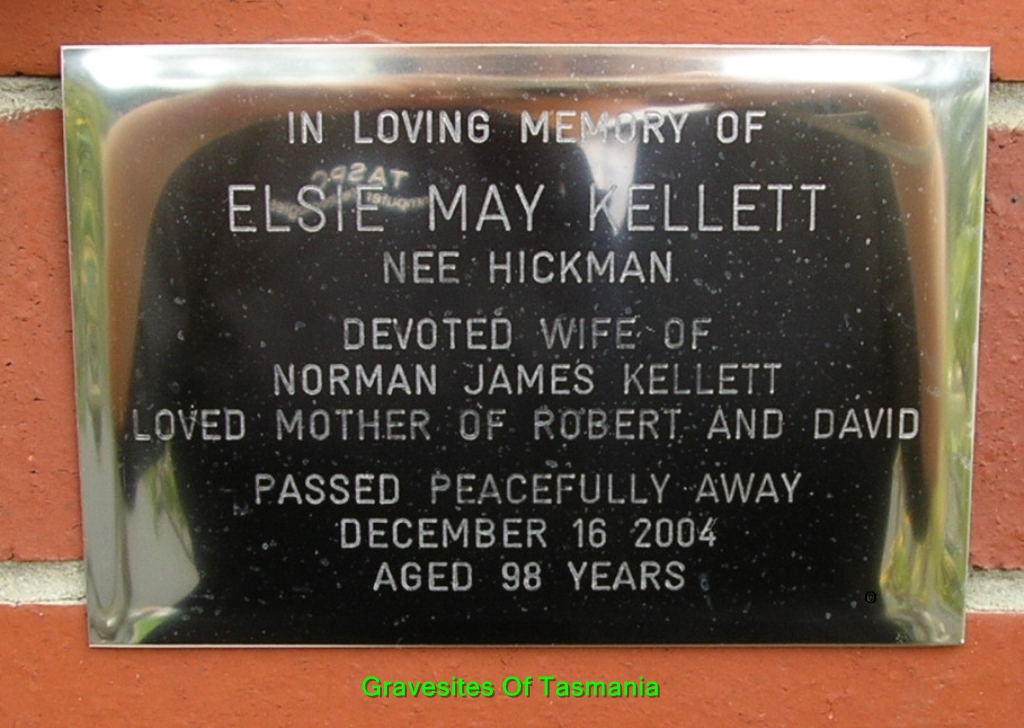 IN LOVING MEMORY OF
ELSIE MAY KELLETT
NEE HICKMAN
DEVOTED WIFE OF
NORMAN JAMES KELLETT
LOVED MOTHER OF ROBERT AND DAVID
PASSED PEACEFULLY AWAY
DECEMBER 16 2004
AGED 98 YEARS
Gravesites Of Tasmania